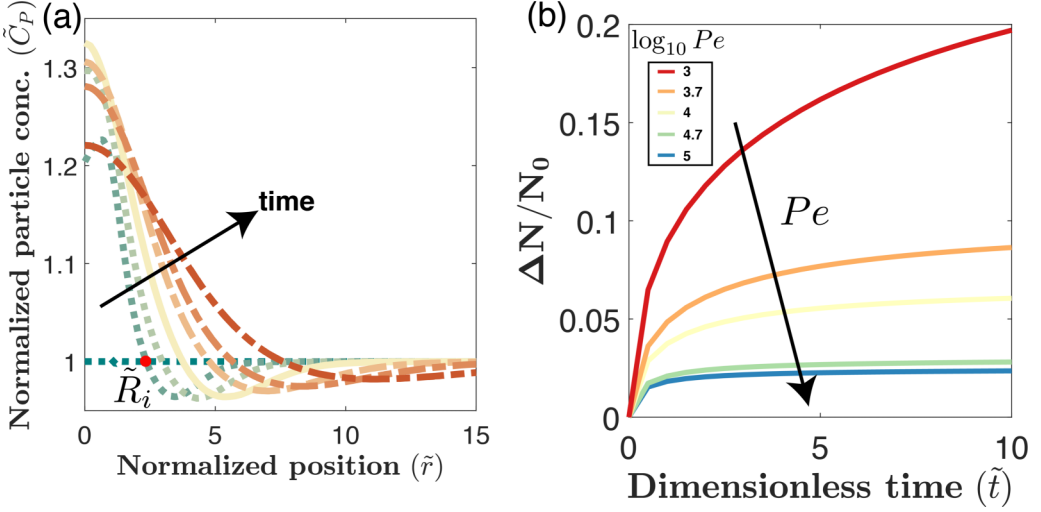 (a)
Normalized particle conc. (C̃_P)
1.3
1.2
1.1
1
time
R̃_i
0
5
10
15
Normalized position (r̃)
(b)
ΔN/N₀
0.2
0.15
0.1
0.05
0
log₁₀ Pe
3
3.7
4
4.7
5
Pe
0
5
10
Dimensionless time (t̃)